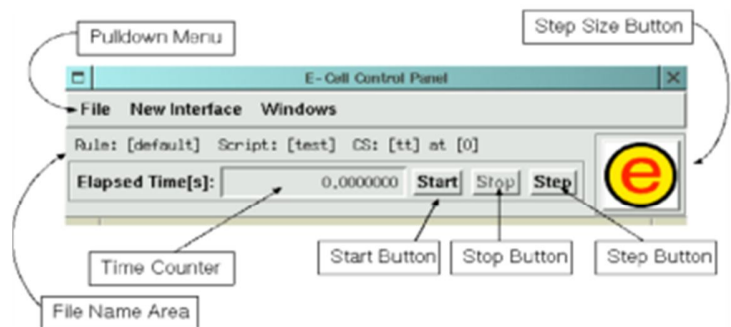 Step Size Button
Pulldown Menu
E-Cell Control Panel
File New Interface Windows
Rule: [default] Script: [test] CS: [tt] at [0]
e
Elapsed Time[s]: 0.0000000 Start Stop Step
Time Counter
Start Button
Stop Button
Step Button
File Name Area